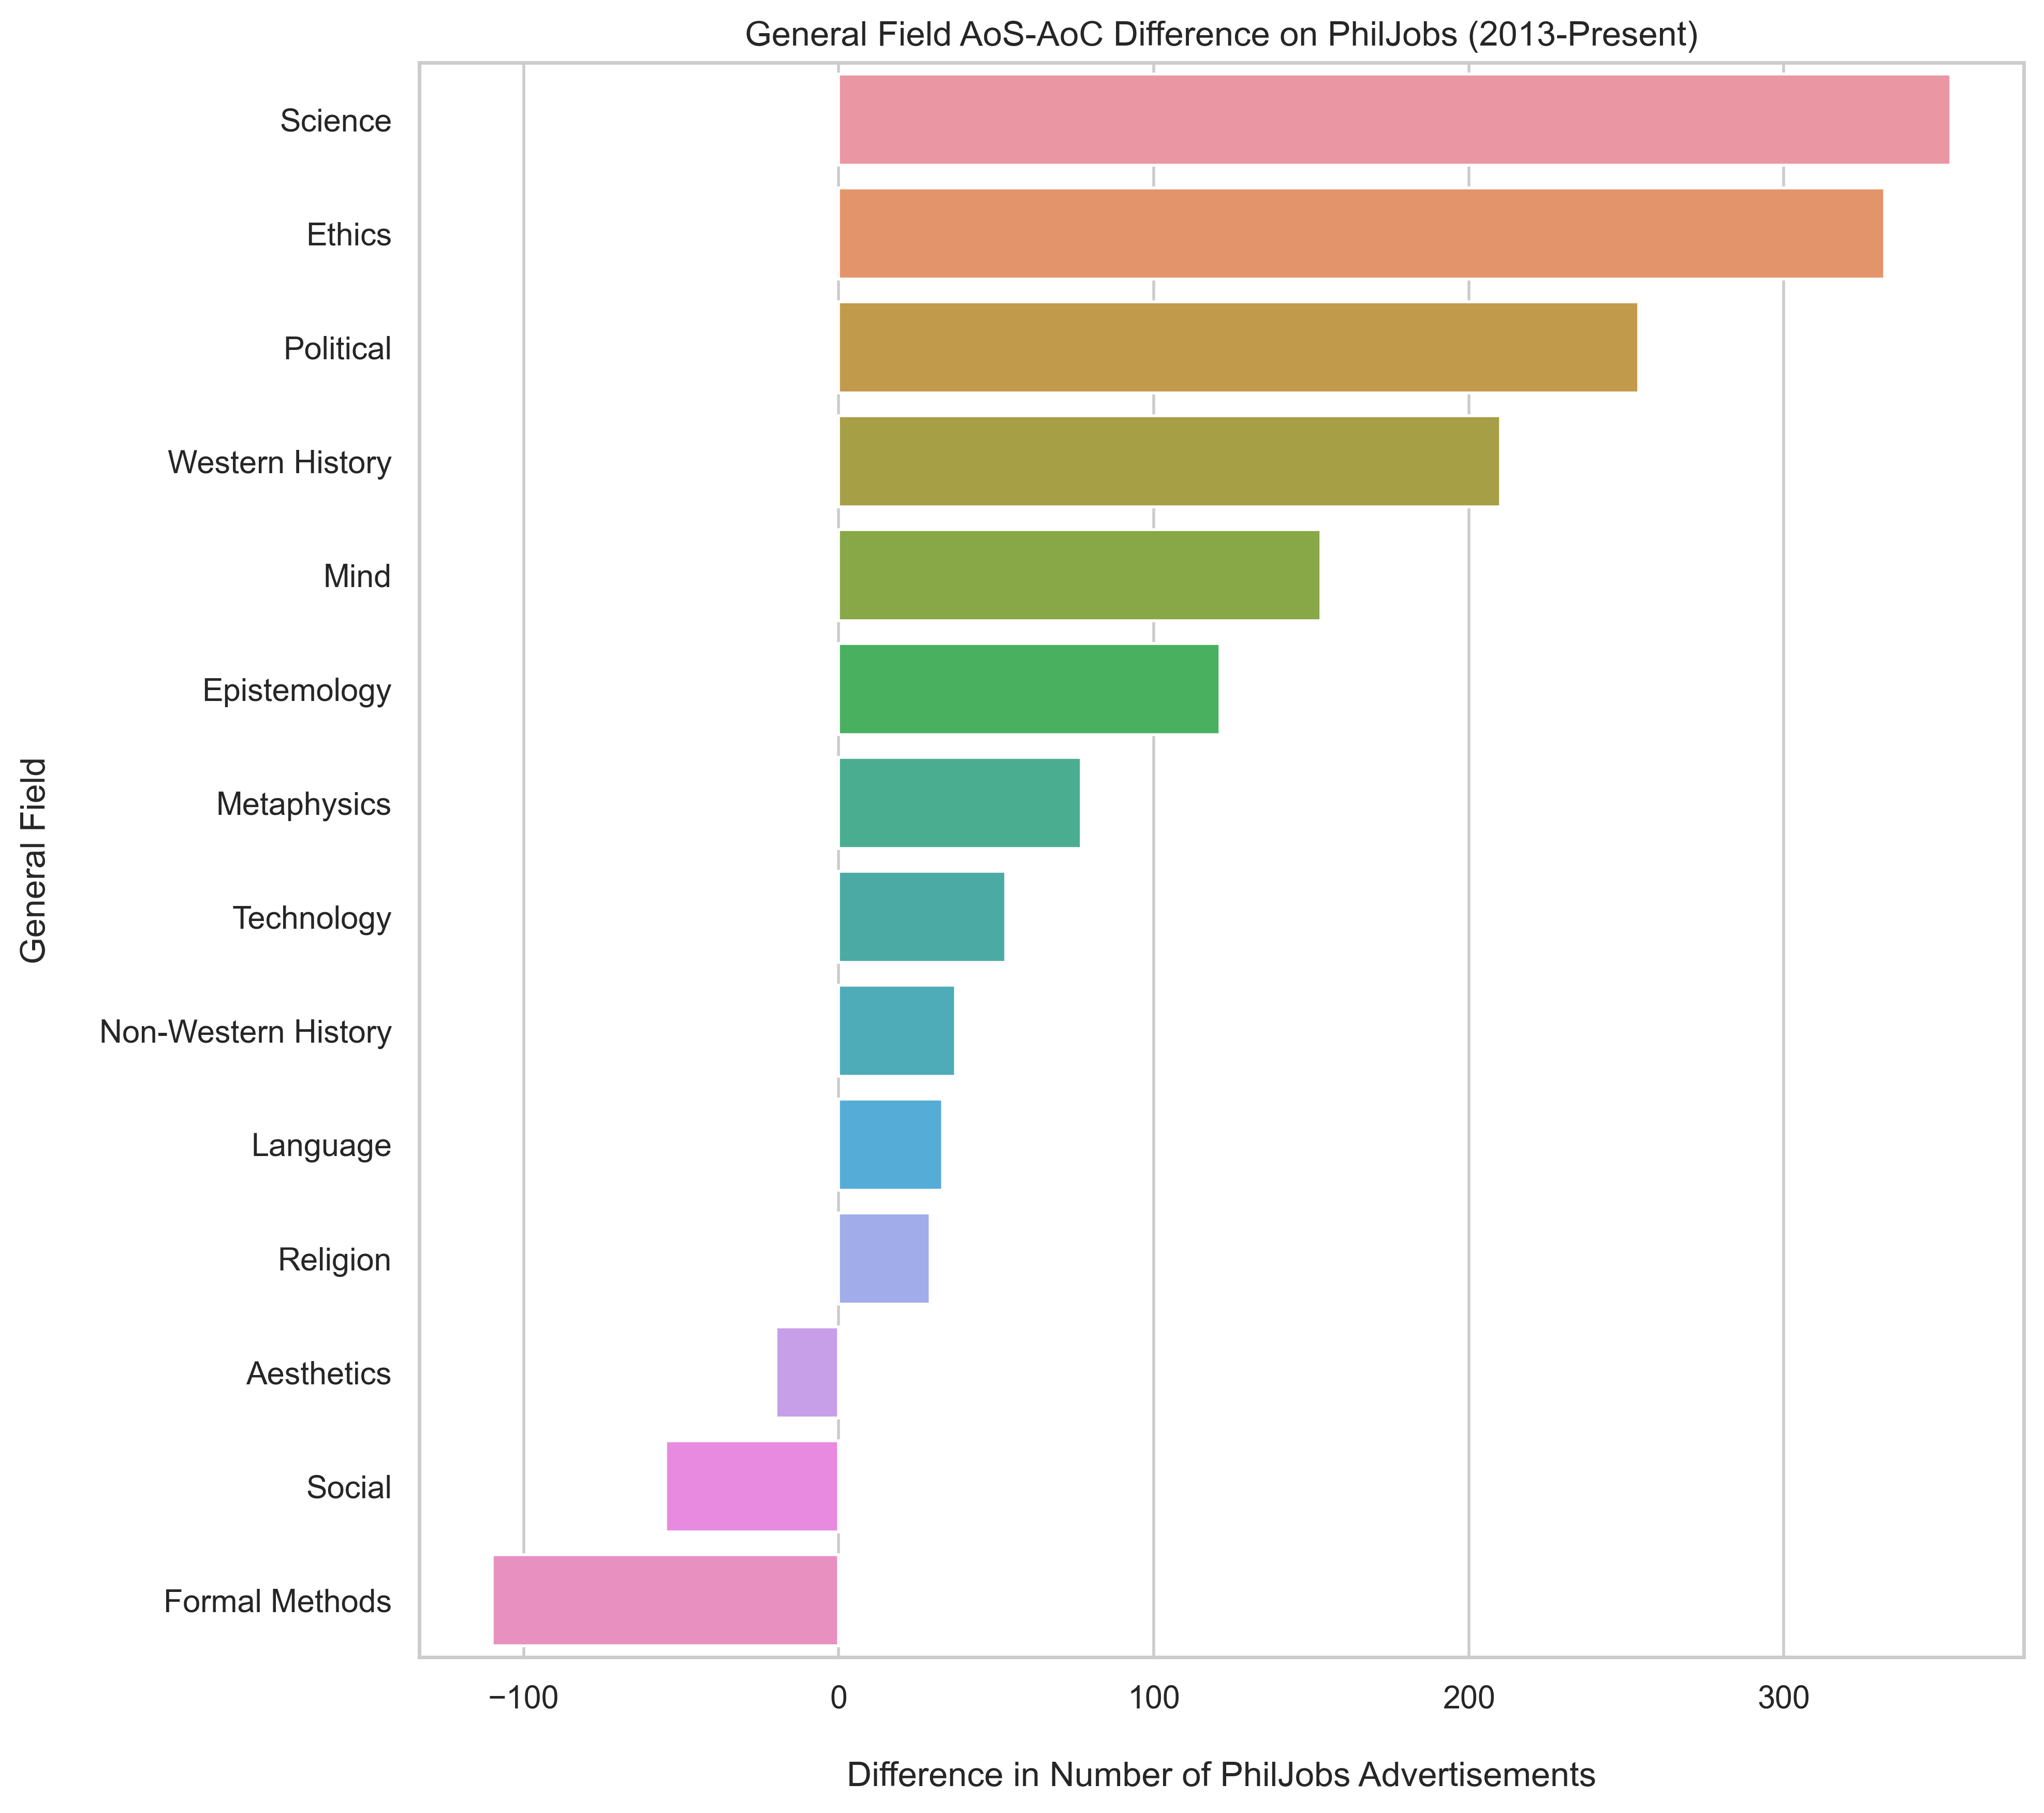 General Field AoS-AoC Difference on PhilJobs (2013-Present)
Science
Ethics
Political
Western History
Mind
Epistemology
Metaphysics
Technology
Non-Western History
Language
Religion
Aesthetics
Social
Formal Methods
General Field
−100 0 100 200 300
Difference in Number of PhilJobs Advertisements